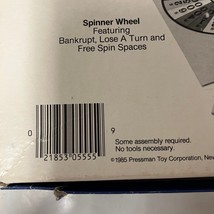 Spinner Wheel
Featuring
Bankrupt, Lose A Turn and
Free Spin Spaces
0
9
21853 05555
Some assembly required.
No tools necessary.
©1985 Pressman Toy Corporation, New